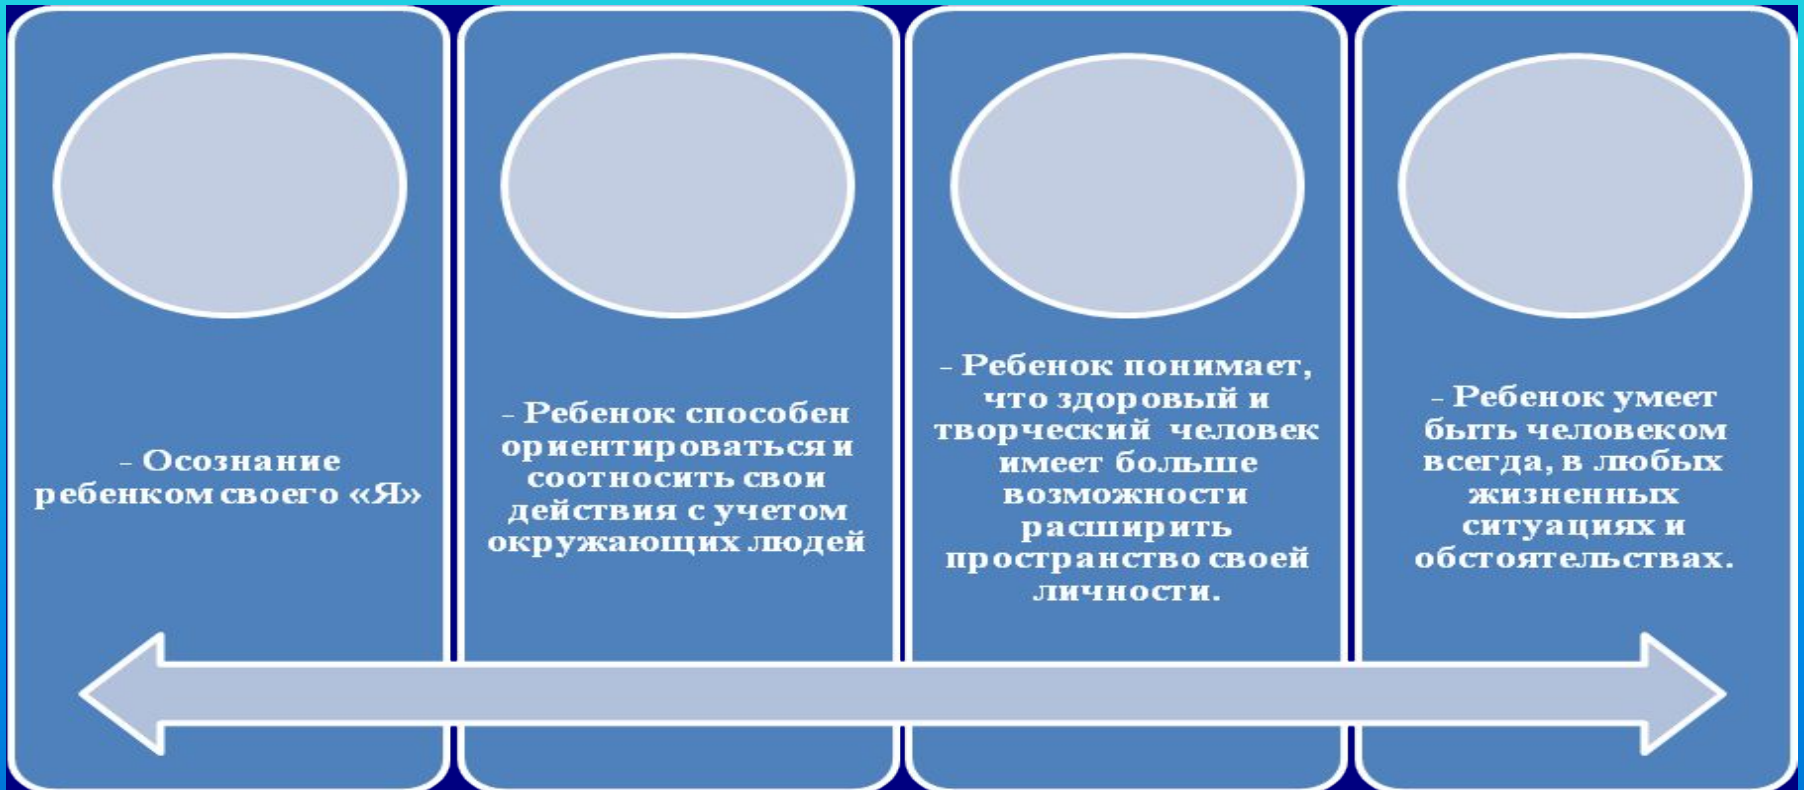 - Осознание
ребенком своего «Я»
- Ребенок способен
ориентироваться и
соотносить свои
действия с учетом
окружающих людей
- Ребенок понимает,
что здоровый и
творческий человек
имеет больше
возможности
расширить
пространство своей
личности.
- Ребенок умеет
быть человеком
всегда, в любых
жизненных
ситуациях и
обстоятельствах.